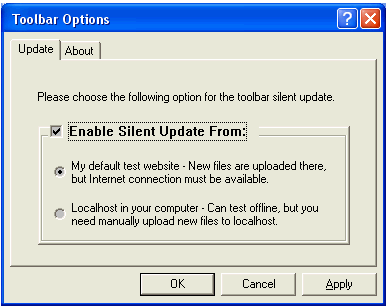 Toolbar Options
Update About
Please choose the following option for the toolbar silent update.
Enable Silent Update From:
My default test website - New files are uploaded there,
but Internet connection must be available.
Localhost in your computer - Can test offline, but you
need manually upload new files to localhost.
OK Cancel Apply